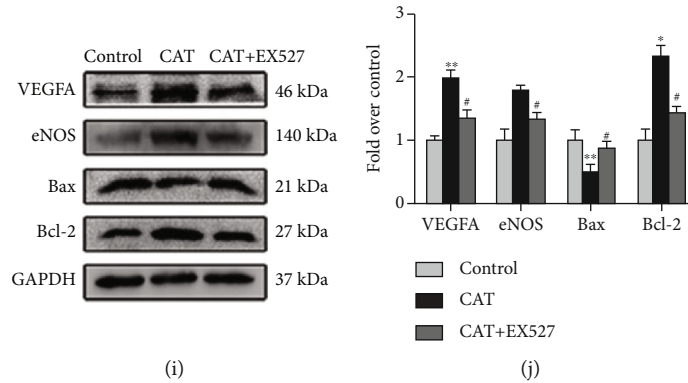 Control CAT CAT+EX527
VEGFA 46 kDa
eNOS 140 kDa
Bax 21 kDa
Bcl-2 27 kDa
GAPDH 37 kDa
(i)
Fold over control
3
2
1
0
** # # ** # * #
VEGFA eNOS Bax Bcl-2
Control
CAT
CAT+EX527
(j)